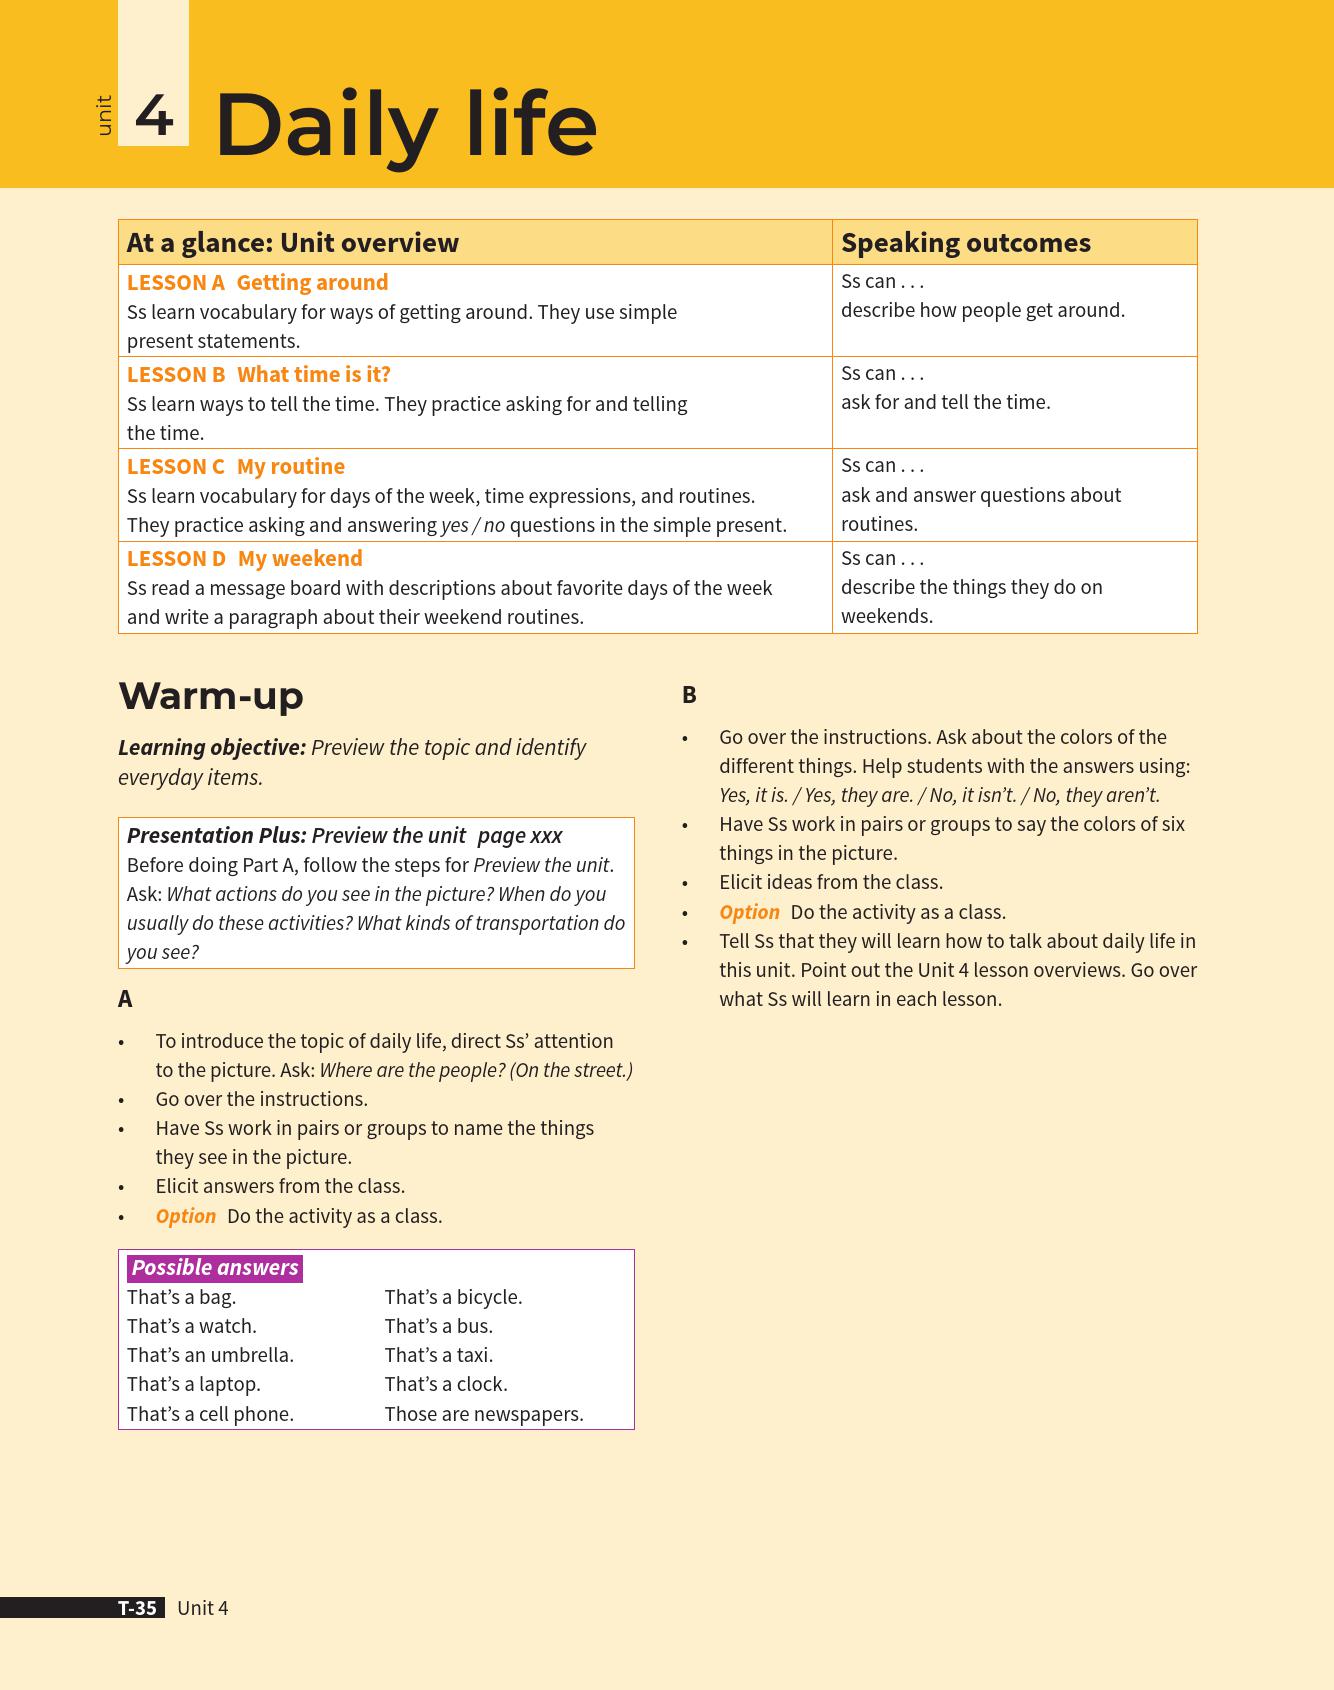 unit
4
Daily life
At a glance: Unit overview
Speaking outcomes
LESSON A Getting around
Ss learn vocabulary for ways of getting around. They use simple
present statements.
Ss can . . .
describe how people get around.
LESSON B What time is it?
Ss learn ways to tell the time. They practice asking for and telling
the time.
Ss can . . .
ask for and tell the time.
LESSON C My routine
Ss learn vocabulary for days of the week, time expressions, and routines.
They practice asking and answering yes / no questions in the simple present.
Ss can . . .
ask and answer questions about
routines.
LESSON D My weekend
Ss read a message board with descriptions about favorite days of the week
and write a paragraph about their weekend routines.
Ss can . . .
describe the things they do on
weekends.
Warm-up
Learning objective: Preview the topic and identify
everyday items.
Presentation Plus: Preview the unit page xxx
Before doing Part A, follow the steps for Preview the unit.
Ask: What actions do you see in the picture? When do you
usually do these activities? What kinds of transportation do
you see?
A
• To introduce the topic of daily life, direct Ss’ attention
to the picture. Ask: Where are the people? (On the street.)
• Go over the instructions.
• Have Ss work in pairs or groups to name the things
they see in the picture.
• Elicit answers from the class.
• Option Do the activity as a class.
Possible answers
That’s a bag.
That’s a watch.
That’s an umbrella.
That’s a laptop.
That’s a cell phone.
That’s a bicycle.
That’s a bus.
That’s a taxi.
That’s a clock.
Those are newspapers.
B
• Go over the instructions. Ask about the colors of the
different things. Help students with the answers using:
Yes, it is. / Yes, they are. / No, it isn’t. / No, they aren’t.
• Have Ss work in pairs or groups to say the colors of six
things in the picture.
• Elicit ideas from the class.
• Option Do the activity as a class.
• Tell Ss that they will learn how to talk about daily life in
this unit. Point out the Unit 4 lesson overviews. Go over
what Ss will learn in each lesson.
T-35 Unit 4